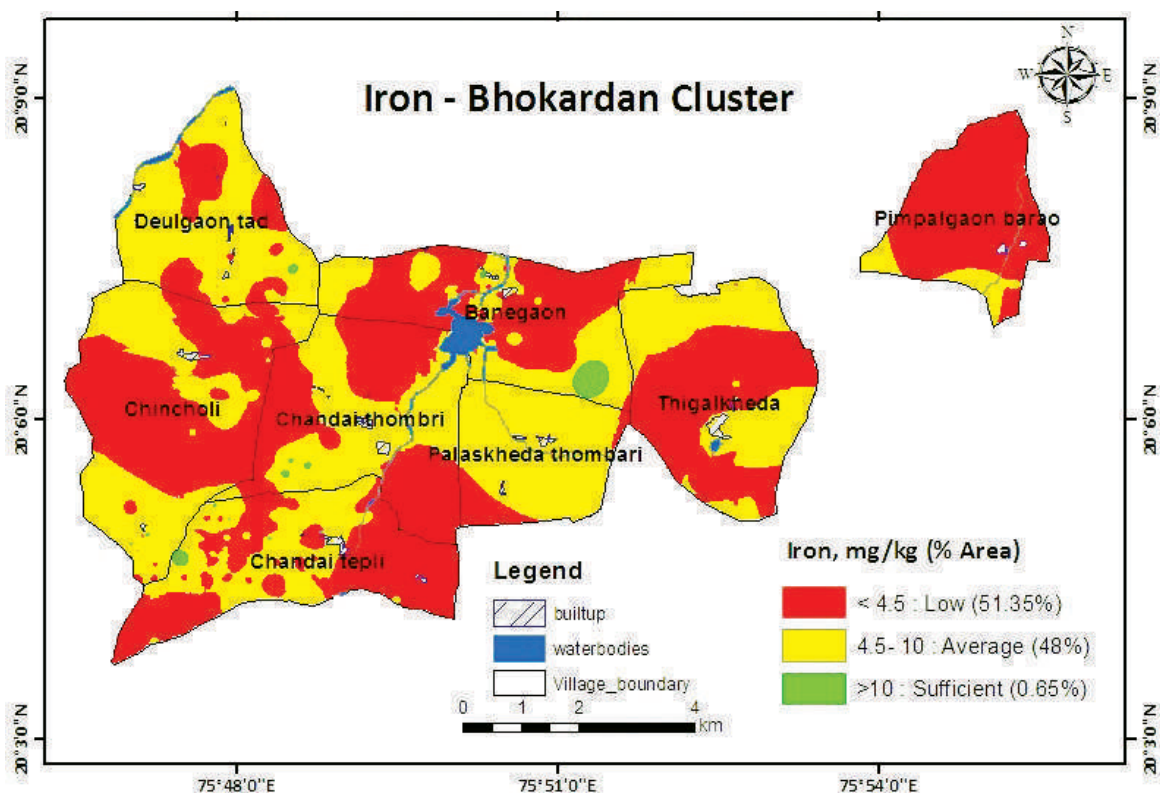 Iron - Bhokardan Cluster
N
W E
S
20°9'0"N
20°9'0"N
Deulgaon tad
Pimpalgaon barao
Banegaon
Chincholi
Chandai thombri
Thigalkheda
20°6'0"N
20°6'0"N
Palaskheda thombari
Chandai tepli
Legend
builtup
waterbodies
Village_boundary
0 1 2 4
km
Iron, mg/kg (% Area)
< 4.5 : Low (51.35%)
4.5- 10 : Average (48%)
>10 : Sufficient (0.65%)
20°3'0"N
20°3'0"N
75°48'0"E
75°51'0"E
75°54'0"E